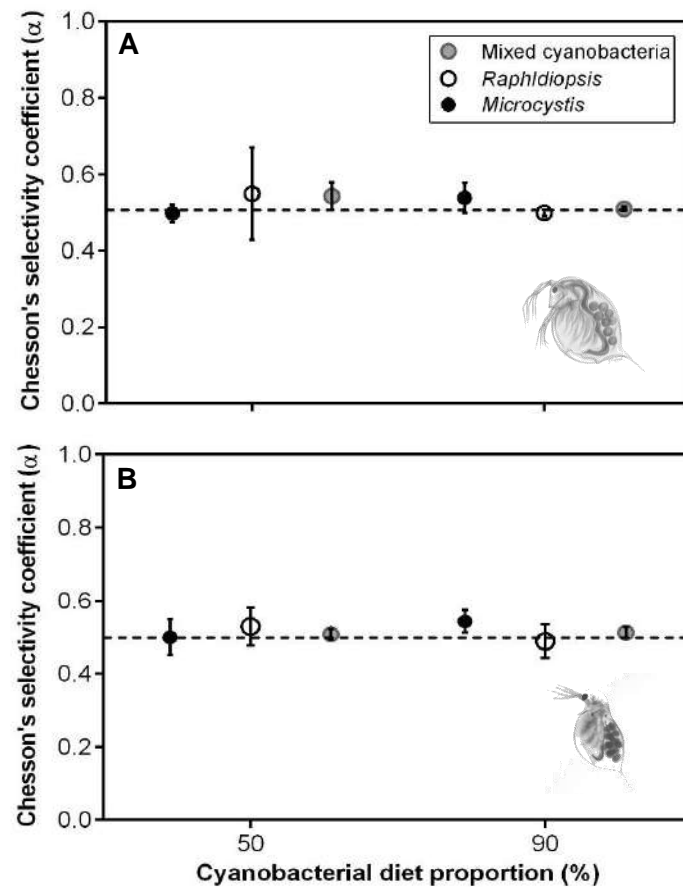 Chesson's selectivity coefficient (α)
1.0
0.8
0.6
0.4
0.2
0.0
A
Mixed cyanobacteria
RaphIdiopsis
Microcystis
Chesson's selectivity coefficient (α)
1.0
0.8
0.6
0.4
0.2
0.0
B
50
90
Cyanobacterial diet proportion (%)